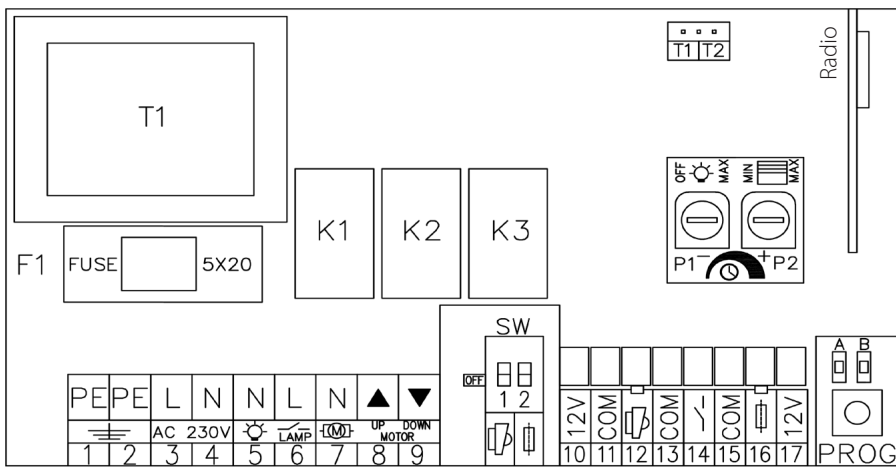 T1 T2
Radio
T1
OFF MAX MIN MAX
K1 K2 K3
F1 FUSE 5X20
P1 - + P2
SW
A B
OFF
1 2
PE PE L N N L N ▲ ▼
12V COM COM COM 12V
AC 230V LAMP M UP DOWN
MOTOR
1 2 3 4 5 6 7 8 9
10 11 12 13 14 15 16 17
PROG